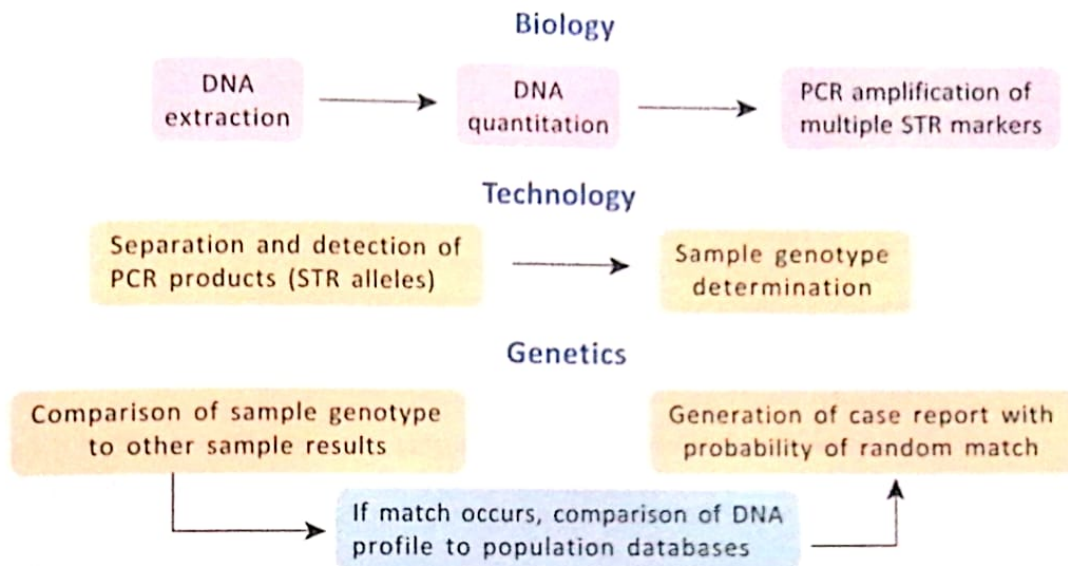 Biology
DNA
extraction
DNA
quantitation
PCR amplification of
multiple STR markers
Technology
Separation and detection of
PCR products (STR alleles)
Sample genotype
determination
Genetics
Comparison of sample genotype
to other sample results
Generation of case report with
probability of random match
If match occurs, comparison of DNA
profile to population databases